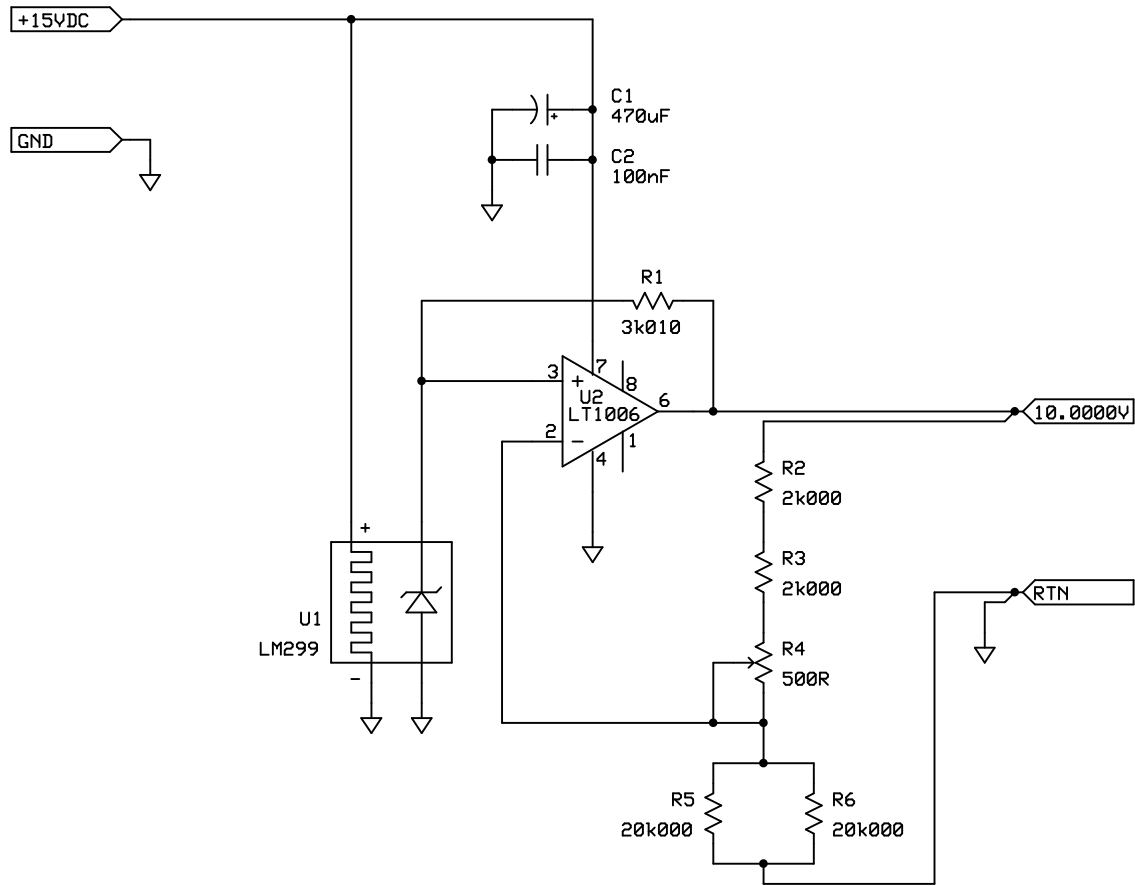 +15VDC
GND
C1
470uF
+
C2
100nF
R1
3k010
3
7
8
+
U2
LT1006
6
2
-
1
4
10.0000V
R2
2k000
R3
2k000
+
U1
LM299
-
R4
500R
RTN
R5
20k000
R6
20k000